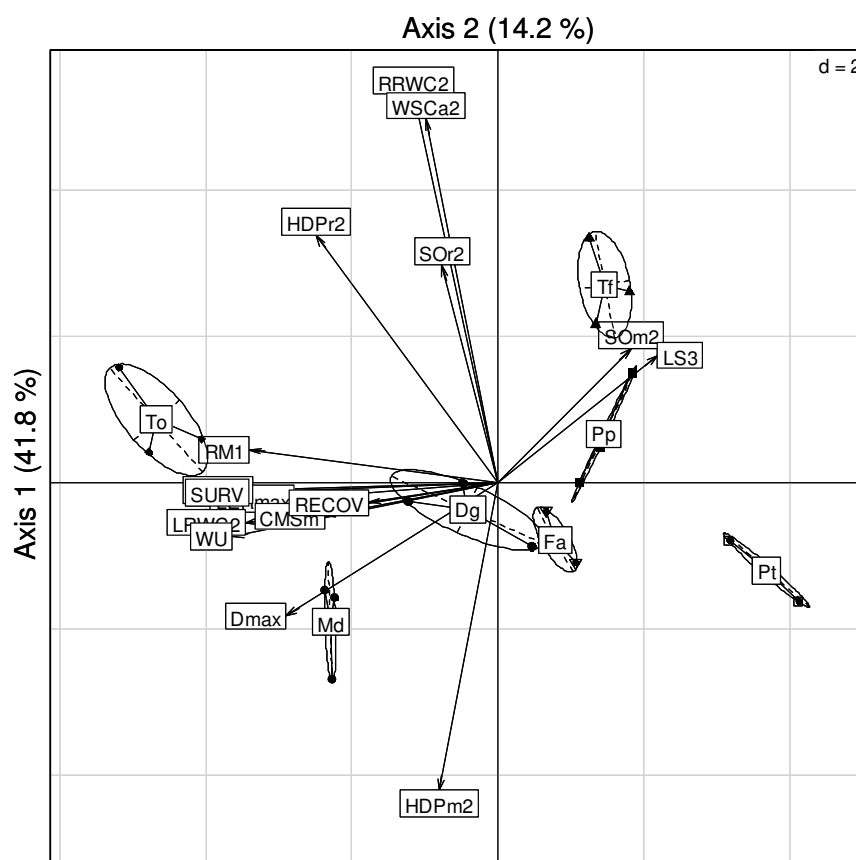 Axis 2 (14.2 %)
d = 2
RRWC2
WSCa2
HDPr2
SOr2
Tf
SOm2
LS3
To
RM1
Pp
SURV
max
RECOV
Dg
CMSm
WU
Fa
Pt
Dmax
Md
HDPm2
Axis 1 (41.8 %)